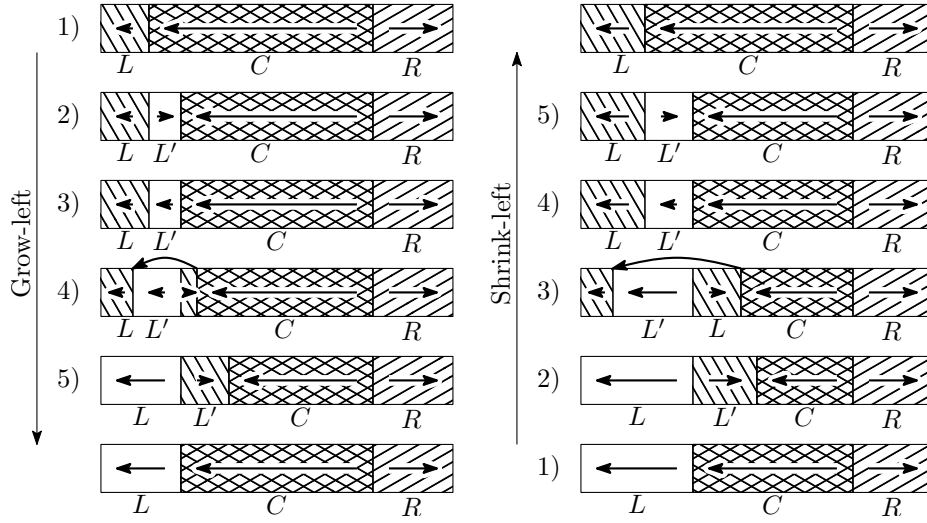 1)
L C R
2)
L L′ C R
3)
L L′ C R
4)
L L′ C R
5)
L L′ C R
L C R
Grow-left
L C R
5)
L L′ C R
4)
L L′ C R
3)
L′ L C R
2)
L L′ C R
1)
L C R
Shrink-left